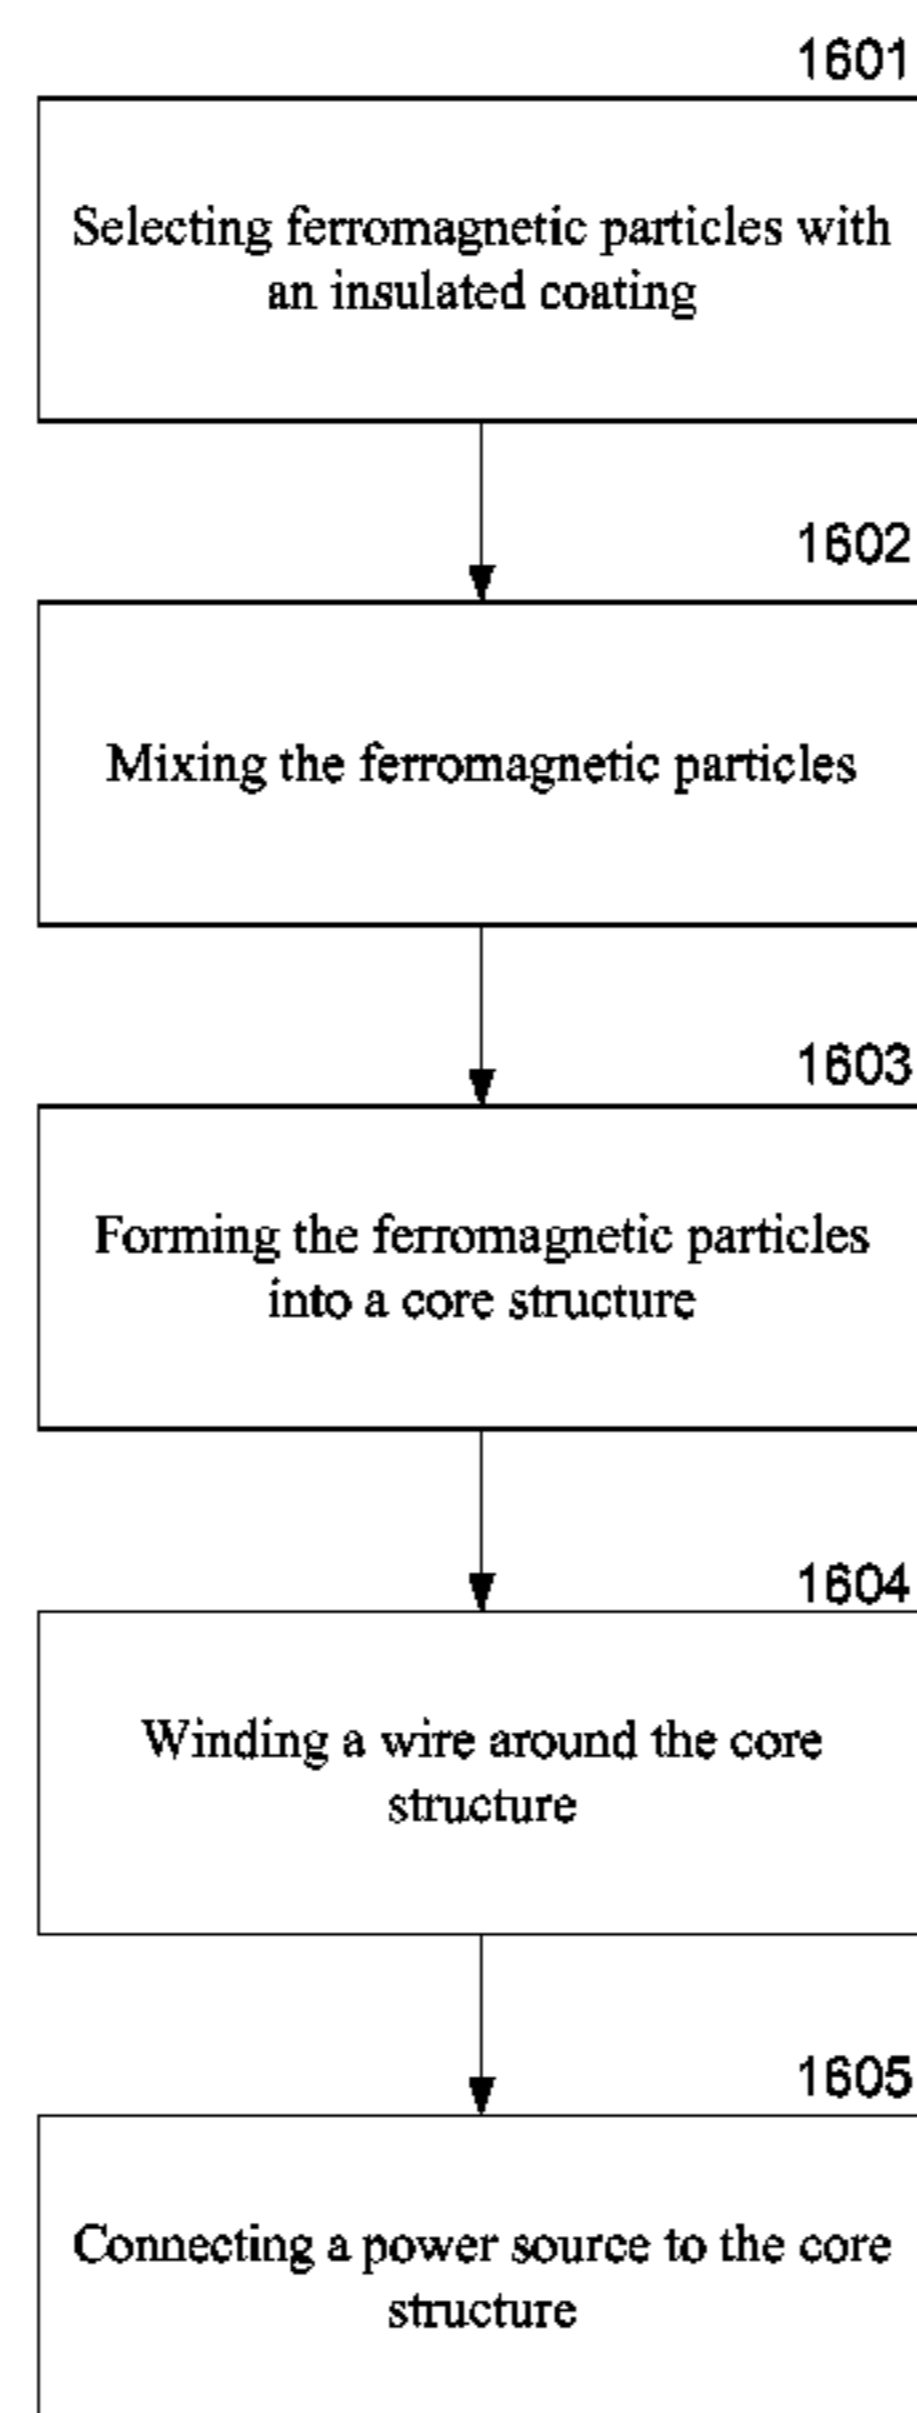 1601
Selecting ferromagnetic particles with
an insulated coating
1602
Mixing the ferromagnetic particles
1603
Forming the ferromagnetic particles
into a core structure
1604
Winding a wire around the core
structure
1605
Connecting a power source to the core
structure